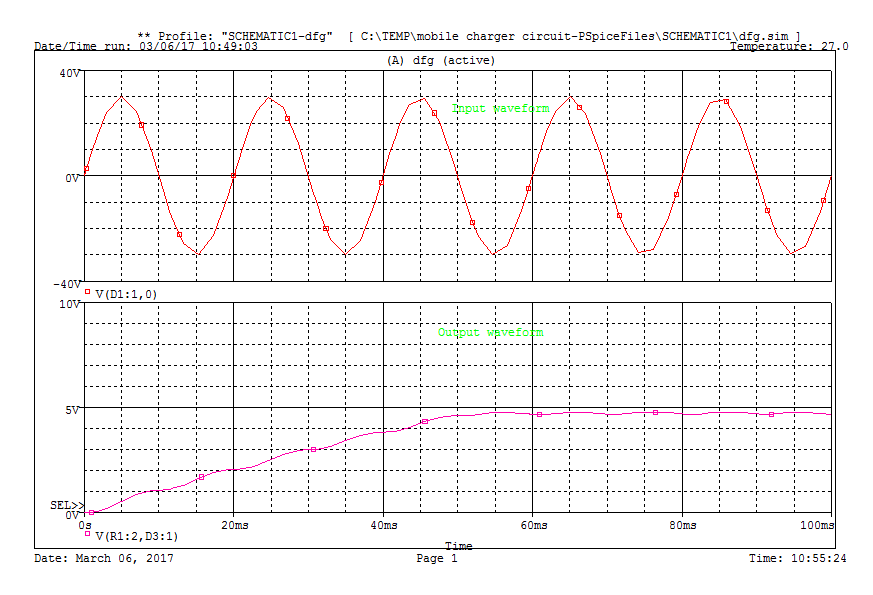 ** Profile: "SCHEMATIC1-dfg"  [ C:\TEMP\mobile charger circuit-PSpiceFiles\SCHEMATIC1\dfg.sim ]
Date/Time run: 03/06/17 10:49:03
Temperature: 27.0
(A) dfg (active)
40V
Input waveform
0V
-40V
V(D1:1,0)
10V
Output waveform
5V
SEL>>
0V
0s
20ms
40ms
60ms
80ms
100ms
V(R1:2,D3:1)
Time
Date: March 06, 2017
Page 1
Time: 10:55:24